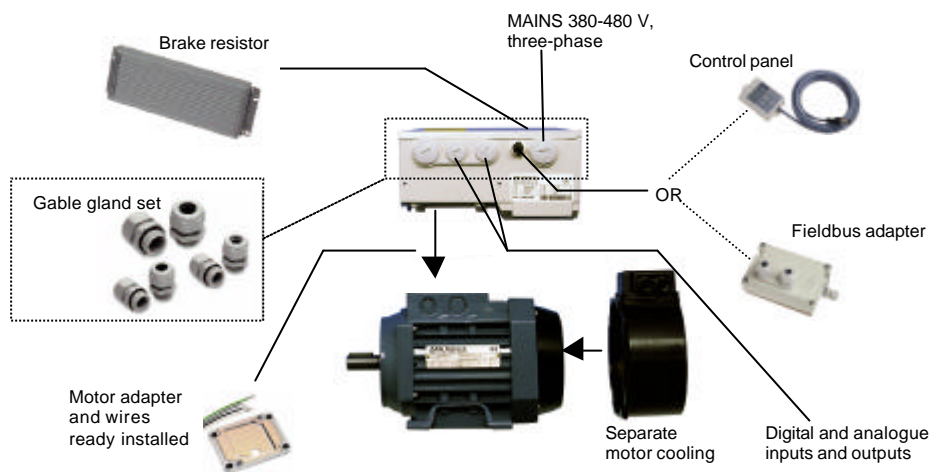 MAINS 380-480 V,
three-phase
Brake resistor
Control panel
OR
Gable gland set
Fieldbus adapter
Motor adapter
and wires
ready installed
Separate
motor cooling
Digital and analogue
inputs and outputs